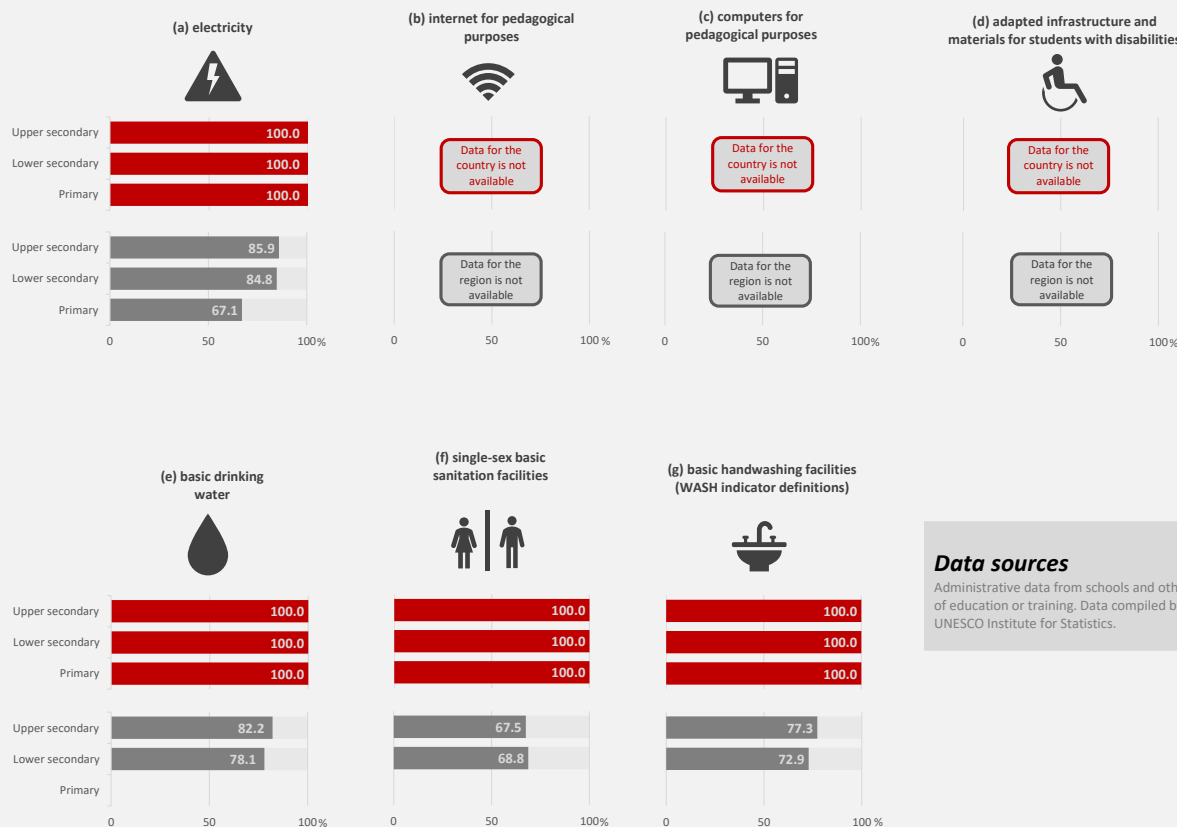 (a) electricity
(b) internet for pedagogical
purposes
(c) computers for
pedagogical purposes
(d) adapted infrastructure and
materials for students with disabilities
Upper secondary
100.0
Lower secondary
100.0
Primary
100.0
Data for the
country is not
available
Data for the
country is not
available
Data for the
country is not
available
Upper secondary
85.9
Lower secondary
84.8
Primary
67.1
Data for the
region is not
available
Data for the
region is not
available
Data for the
region is not
available
0 50 100%
0 50 100%
0 50 100%
0 50 100%
(e) basic drinking
water
(f) single-sex basic
sanitation facilities
(g) basic handwashing facilities
(WASH indicator definitions)
Upper secondary
100.0
100.0
100.0
Lower secondary
100.0
100.0
100.0
Primary
100.0
100.0
100.0
Upper secondary
82.2
67.5
77.3
Lower secondary
78.1
68.8
72.9
Primary
0 50 100%
0 50 100%
0 50 100%
Data sources
Administrative data from schools and oth
of education or training. Data compiled b
UNESCO Institute for Statistics.